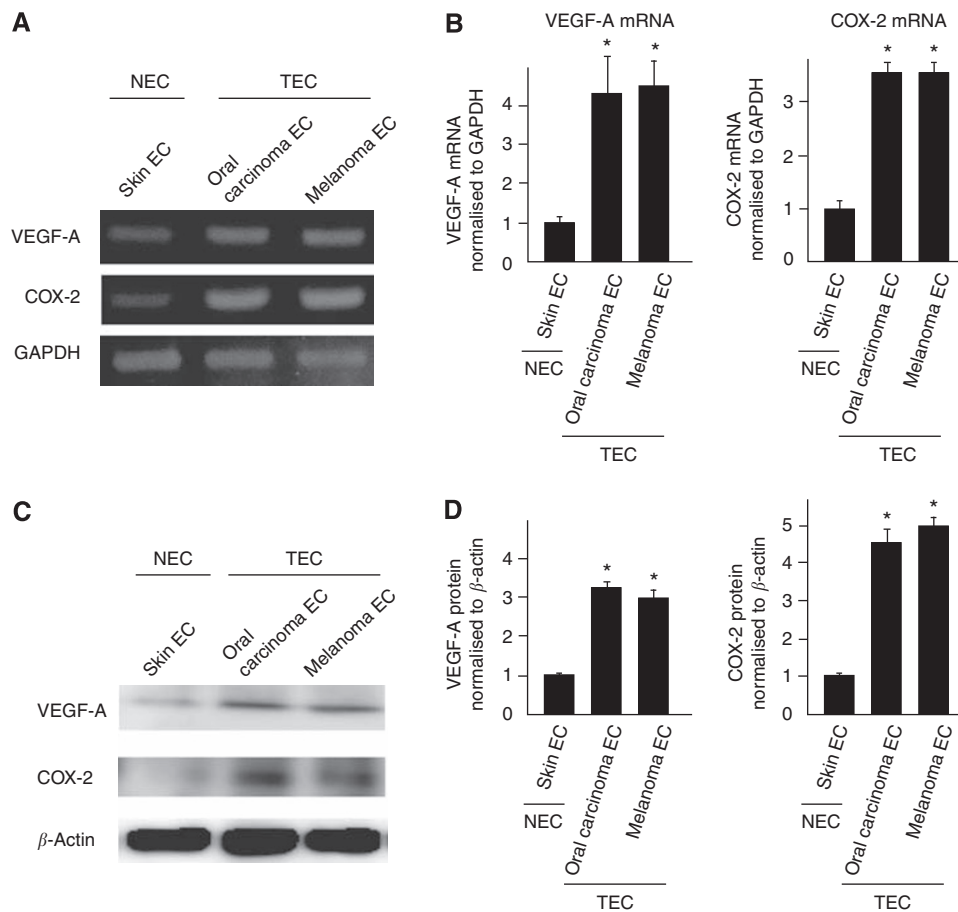 A
NEC
TEC
Skin EC
Oral
carcinoma EC
Melanoma EC
VEGF-A
COX-2
GAPDH
B
VEGF-A mRNA
VEGF-A mRNA
normalised to GAPDH
4
2
1
0
*
*
Skin EC
Oral carcinoma EC
Melanoma EC
NEC
TEC
COX-2 mRNA
COX-2 mRNA
normalised to GAPDH
3
1
0
*
*
Skin EC
Oral carcinoma EC
Melanoma EC
NEC
TEC
C
NEC
TEC
Skin EC
Oral
carcinoma EC
Melanoma EC
VEGF-A
COX-2
β-Actin
D
VEGF-A protein
normalised to β-actin
4
3
2
1
0
*
*
Skin EC
Oral carcinoma EC
Melanoma EC
NEC
TEC
COX-2 protein
normalised to β-actin
5
4
3
2
1
0
*
*
Skin EC
Oral carcinoma EC
Melanoma EC
NEC
TEC